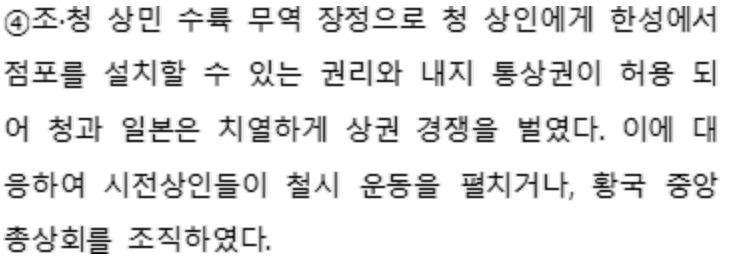 ④조·청 상민 수륙 무역 장정으로 청 상인에게 한성에서
점포를 설치할 수 있는 권리와 내지 통상권이 허용 되
어 청과 일본은 치열하게 상권 경쟁을 벌였다. 이에 대
응하여 시전상인들이 철시 운동을 펼치거나, 황국 중앙
총상회를 조직하였다.